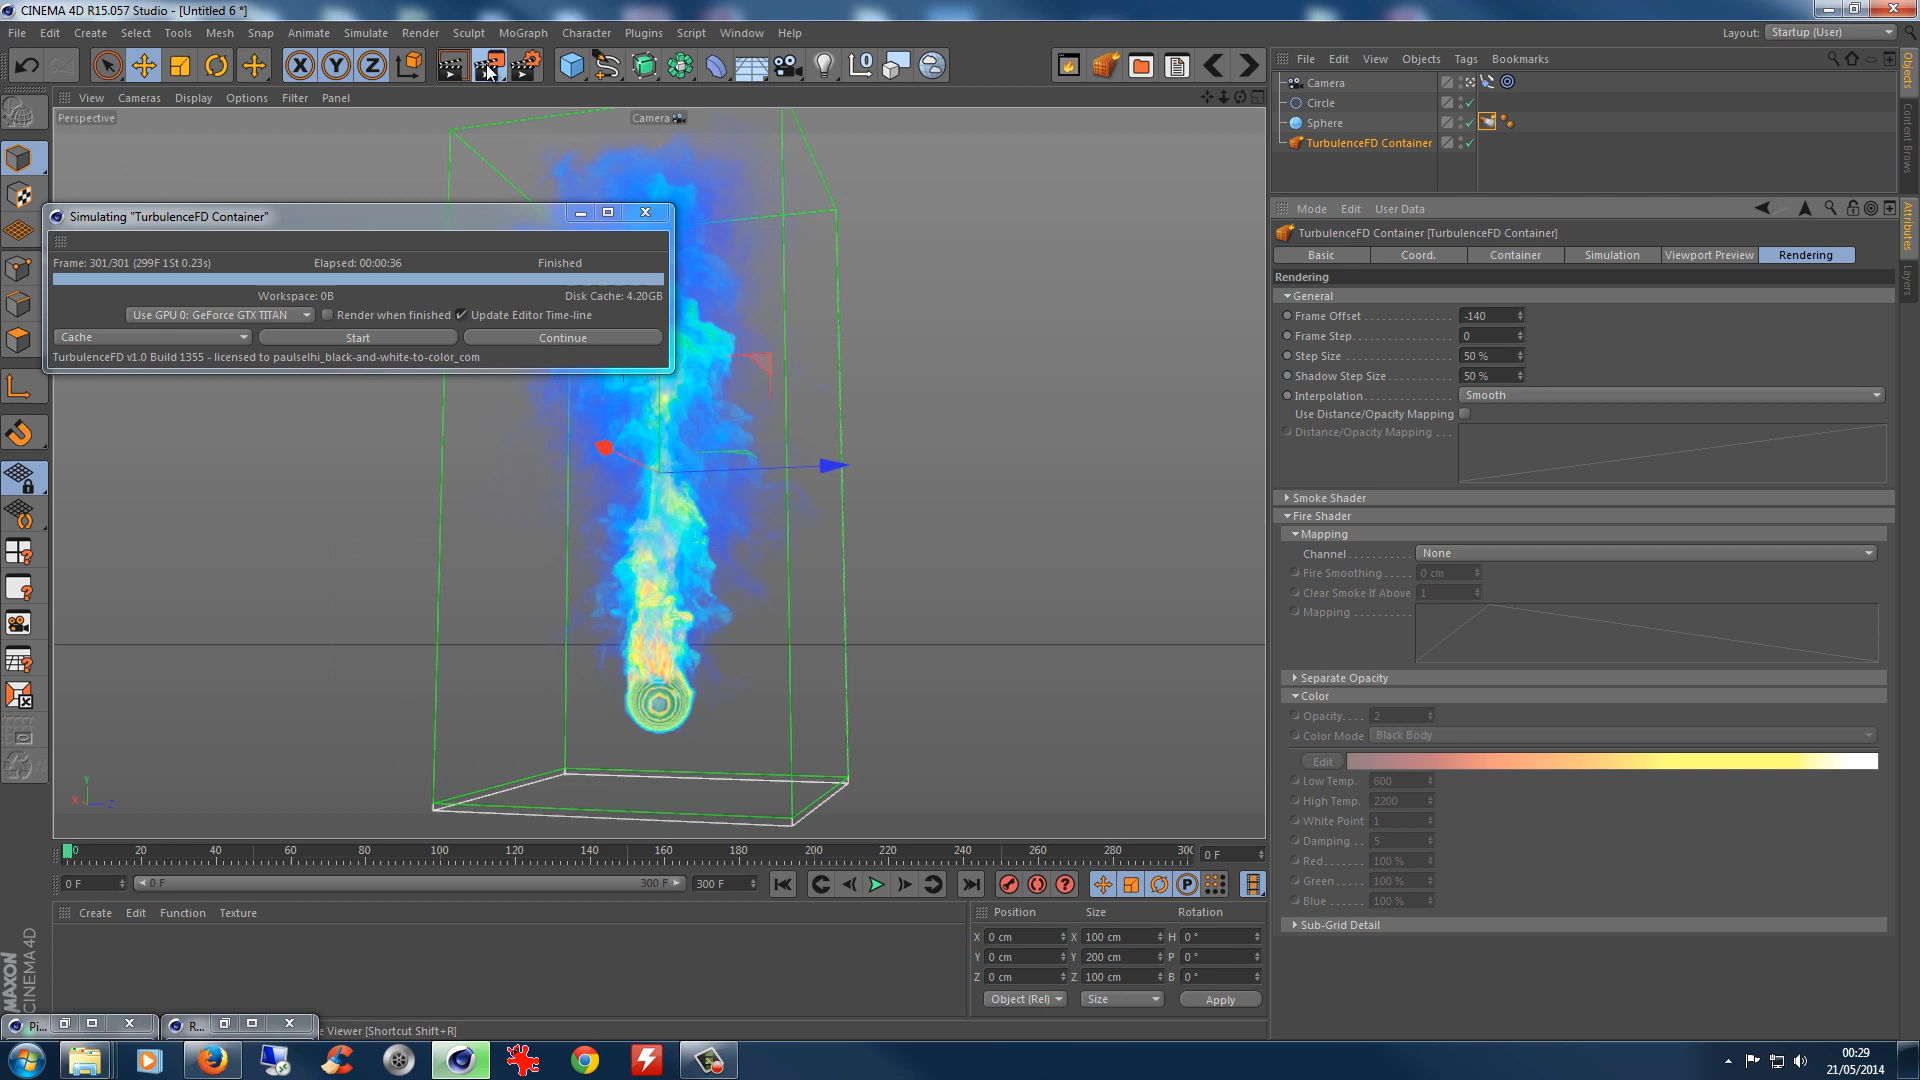 CINEMA 4D R15.057 Studio - [Untitled 6 *]
File Edit Create Select Tools Mesh Snap Animate Simulate Render Sculpt MoGraph Character Plugins Script Window Help
Layout: Startup (User)
View Cameras Display Options Filter Panel
Perspective
Camera
Simulating "TurbulenceFD Container"
Frame: 301/301 (299F 1St 0.23s) Elapsed: 00:00:36 Finished
Workspace: 0B Disk Cache: 4.20GB
Use GPU 0: GeForce GTX TITAN Render when finished Update Editor Time-line
Cache Start Continue
TurbulenceFD v1.0 Build 1355 - licensed to paulselhi_black-and-white-to-color_com
Y
X Z
0 20 40 60 80 100 120 140 160 180 200 220 240 260 280 300 0 F
0 F 0 F 300 F 300 F
Create Edit Function Texture
Position Size Rotation
X 0 cm X 100 cm H 0 °
Y 0 cm Y 200 cm P 0 °
Z 0 cm Z 100 cm B 0 °
Object (Rel) Size Apply
MAXON
CINEMA 4D
Pi...
R...
e Viewer [Shortcut Shift+R]
File Edit View Objects Tags Bookmarks
Camera
Circle
Sphere
TurbulenceFD Container
Objects
Content Brows
Attributes
Layers
Mode Edit User Data
TurbulenceFD Container [TurbulenceFD Container]
Basic Coord. Container Simulation Viewport Preview Rendering
Rendering
General
Frame Offset -140
Frame Step 0
Step Size 50 %
Shadow Step Size 50 %
Interpolation Smooth
Use Distance/Opacity Mapping
Distance/Opacity Mapping
Smoke Shader
Fire Shader
Mapping
Channel None
Fire Smoothing 0 cm
Clear Smoke If Above 1
Mapping
Separate Opacity
Color
Opacity 2
Color Mode Black Body
Edit
Low Temp. 600
High Temp. 2200
White Point 1
Damping 5
Red 100 %
Green 100 %
Blue 100 %
Sub-Grid Detail
00:29
21/05/2014